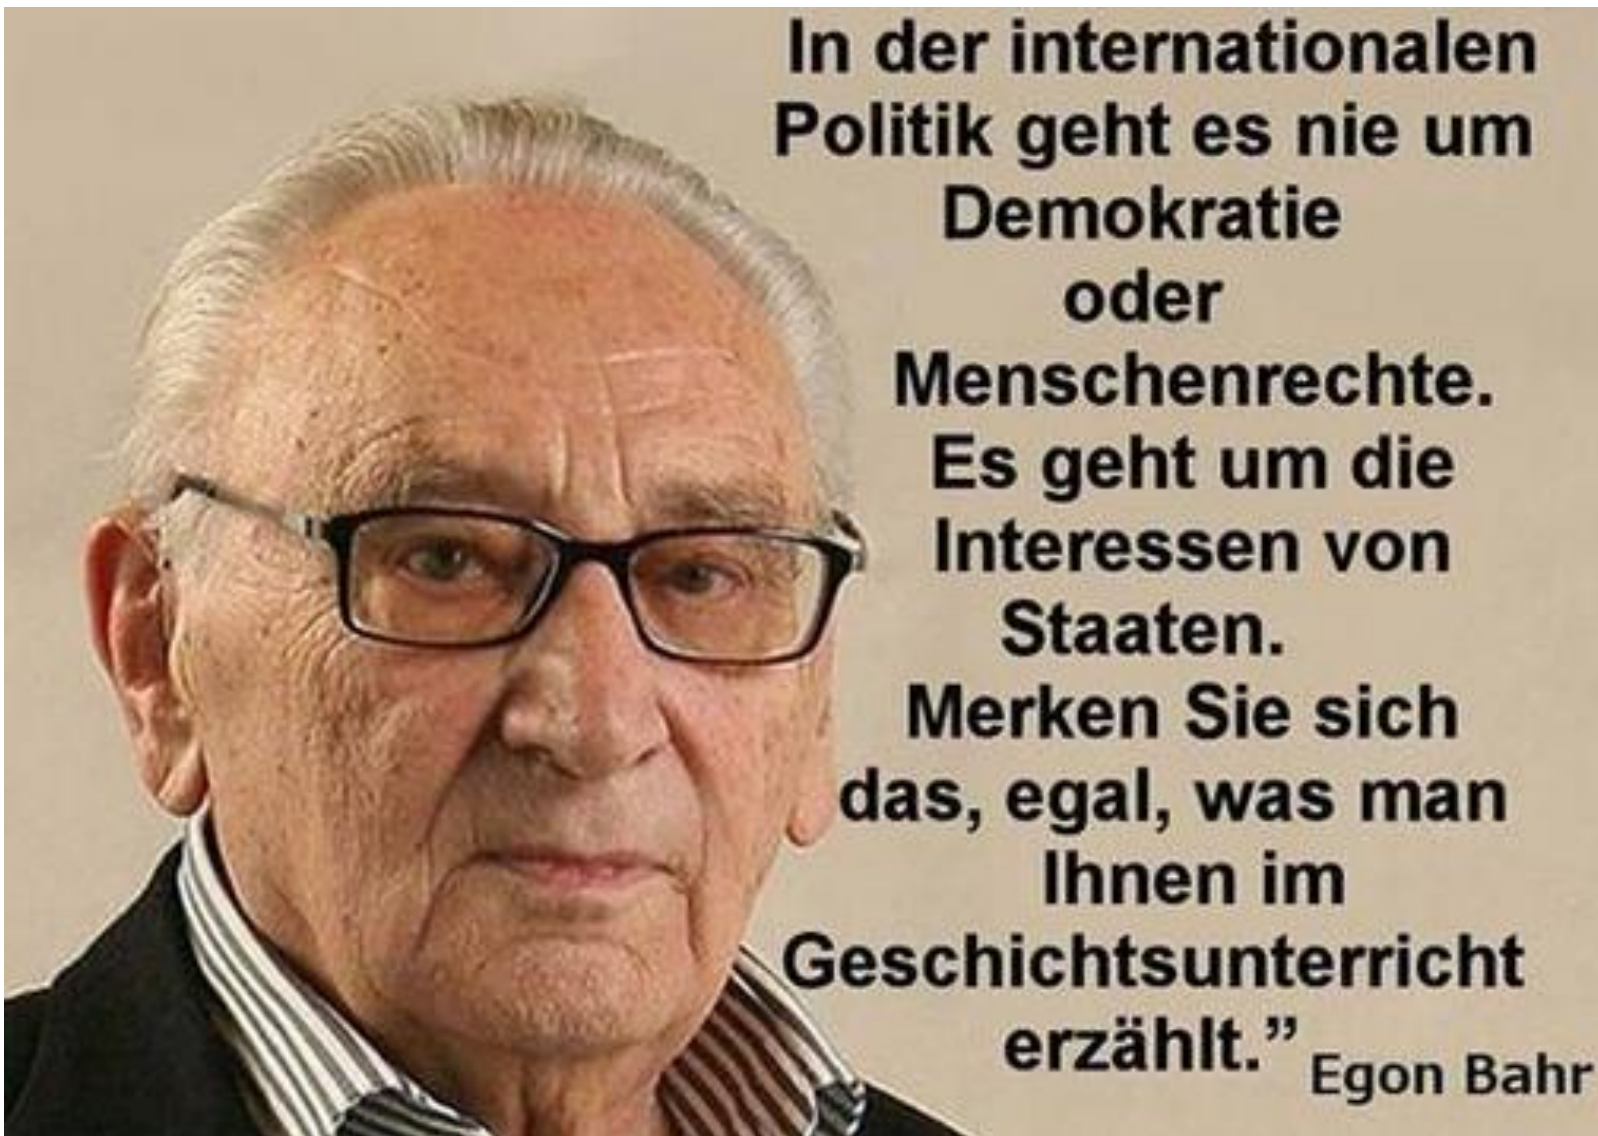 In der internationalen
Politik geht es nie um
Demokratie
oder
Menschenrechte.
Es geht um die
Interessen von
Staaten.
Merken Sie sich
das, egal, was man
Ihnen im
Geschichtsunterricht
erzählt.”
Egon Bahr